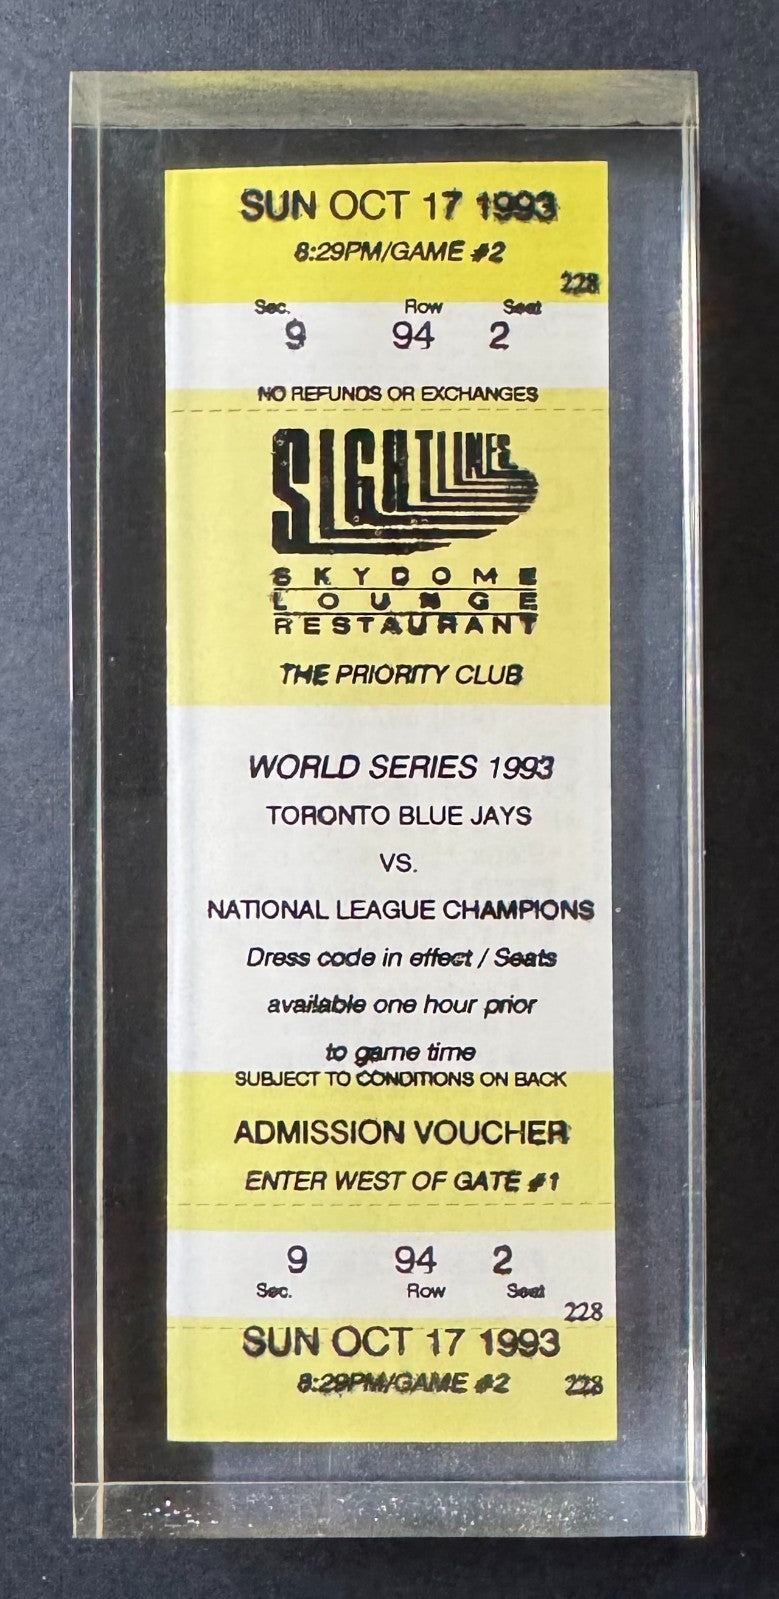 SUN OCT 17 1993
8:29PM/GAME #2
228
Sec. Row Seat
9 94 2
NO REFUNDS OR EXCHANGES
SIGHTLINES
SKYDOME
LOUNGE
RESTAURANT
THE PRIORITY CLUB
WORLD SERIES 1993
TORONTO BLUE JAYS
VS.
NATIONAL LEAGUE CHAMPIONS
Dress code in effect / Seats
available one hour prior
to game time
SUBJECT TO CONDITIONS ON BACK
ADMISSION VOUCHER
ENTER WEST OF GATE #1
9 94 2
Sec. Row Seat
228
SUN OCT 17 1993
8:29PM/GAME #2 228